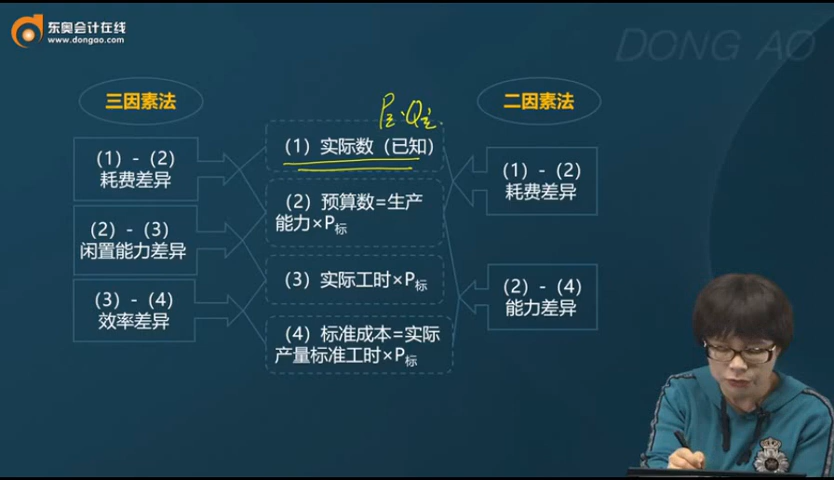 东奥会计在线
www.dongao.com
DONG AO
三因素法
二因素法
P实·Q实
(1)实际数(已知)
(1)-(2)
耗费差异
(1)-(2)
耗费差异
(2)预算数=生产
能力×P标
(2)-(3)
闲置能力差异
(3)实际工时×P标
(2)-(4)
能力差异
(3)-(4)
效率差异
(4)标准成本=实际
产量标准工时×P标